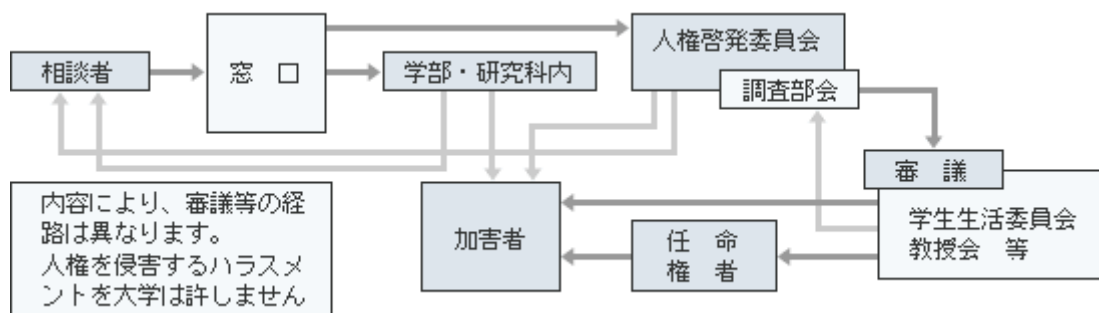 相談者
窓　口
学部・研究科内
人権啓発委員会
調査部会
審　議
学生生活委員会
教授会　等
加害者
任　命
権　者
内容により、審議等の経
路は異なります。
人権を侵害するハラスメ
ントを大学は許しません